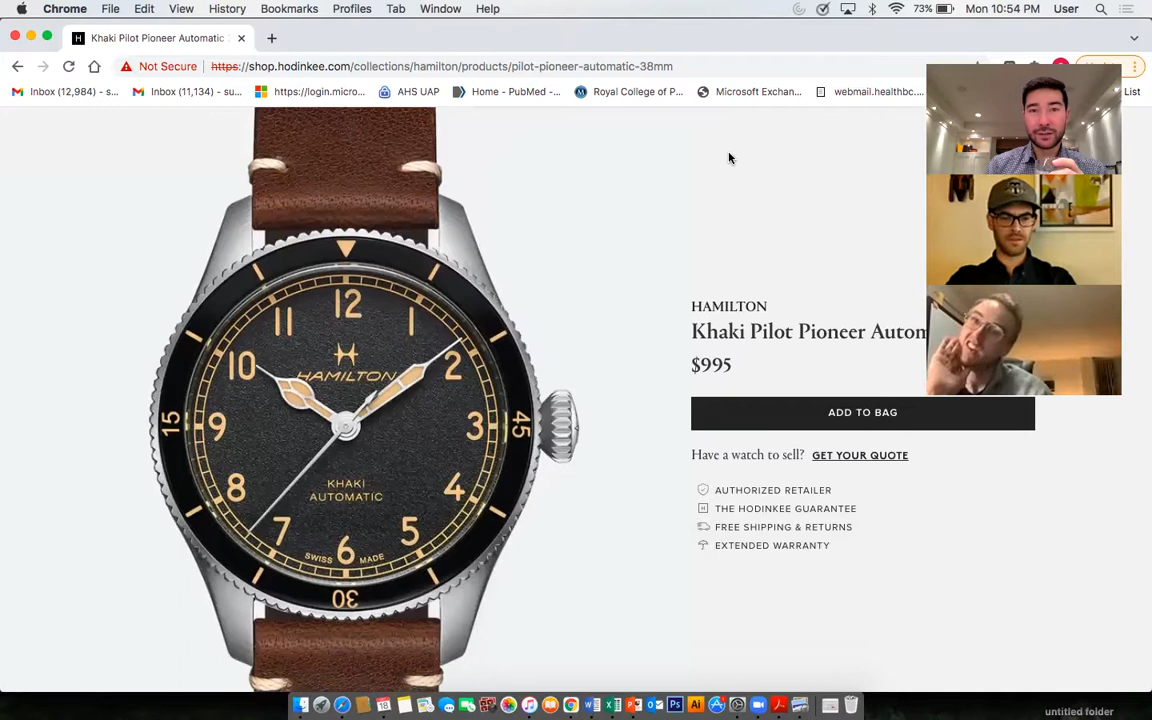 Chrome File Edit View History Bookmarks Profiles Tab Window Help 73% Mon 10:54 PM User
Khaki Pilot Pioneer Automatic
Not Secure https://shop.hodinkee.com/collections/hamilton/products/pilot-pioneer-automatic-38mm
Inbox (12,984) - s... Inbox (11,134) - su... https://login.micro... AHS UAP Home - PubMed -... Royal College of P... Microsoft Exchan... webmail.healthbc.... List
12
11 1
10 2
HAMILTON
15 9 3 45
8 4
KHAKI
AUTOMATIC
7 5
6
SWISS MADE
30
HAMILTON
Khaki Pilot Pioneer Autom
$995
ADD TO BAG
Have a watch to sell? GET YOUR QUOTE
AUTHORIZED RETAILER
THE HODINKEE GUARANTEE
FREE SHIPPING & RETURNS
EXTENDED WARRANTY
18
untitled folder